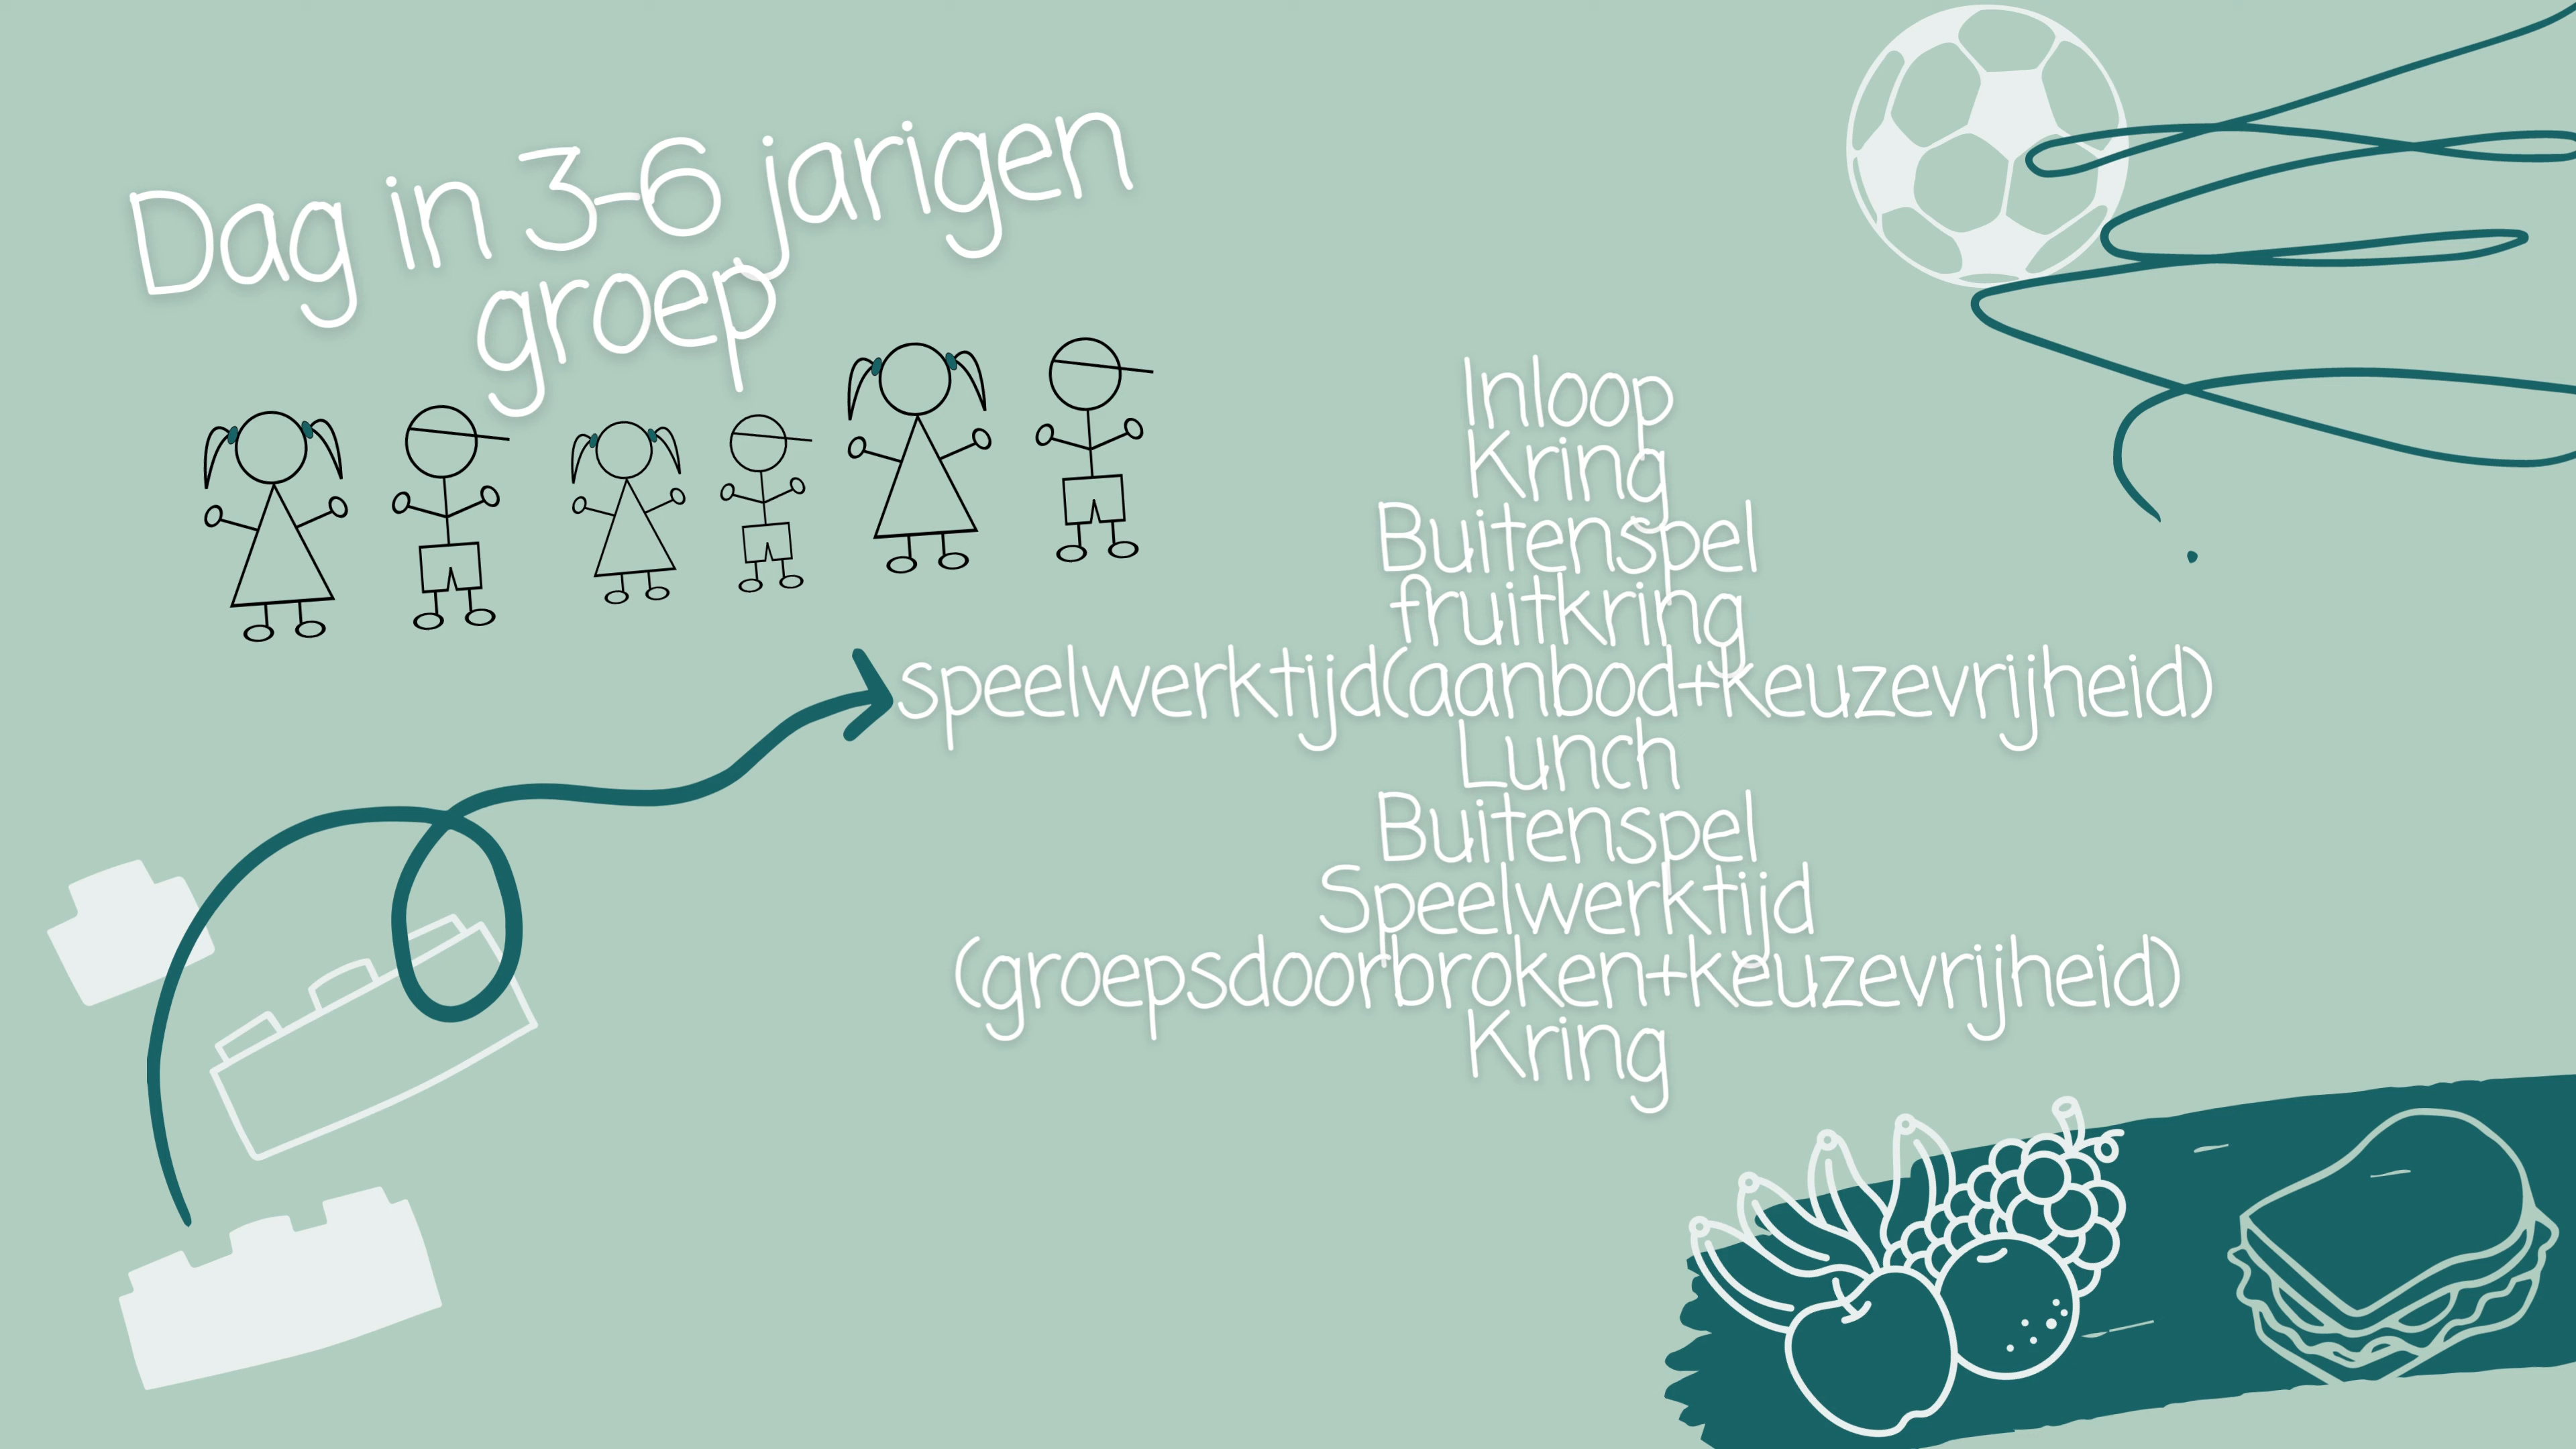 Dag in 3-6 jarigen
groep
Inloop
Kring
Buitenspel
fruitkring
speelwerktijd(aanbod+keuzevrijheid)
Lunch
Buitenspel
Speelwerktijd
(groepsdoorbroken+keuzevrijheid)
Kring